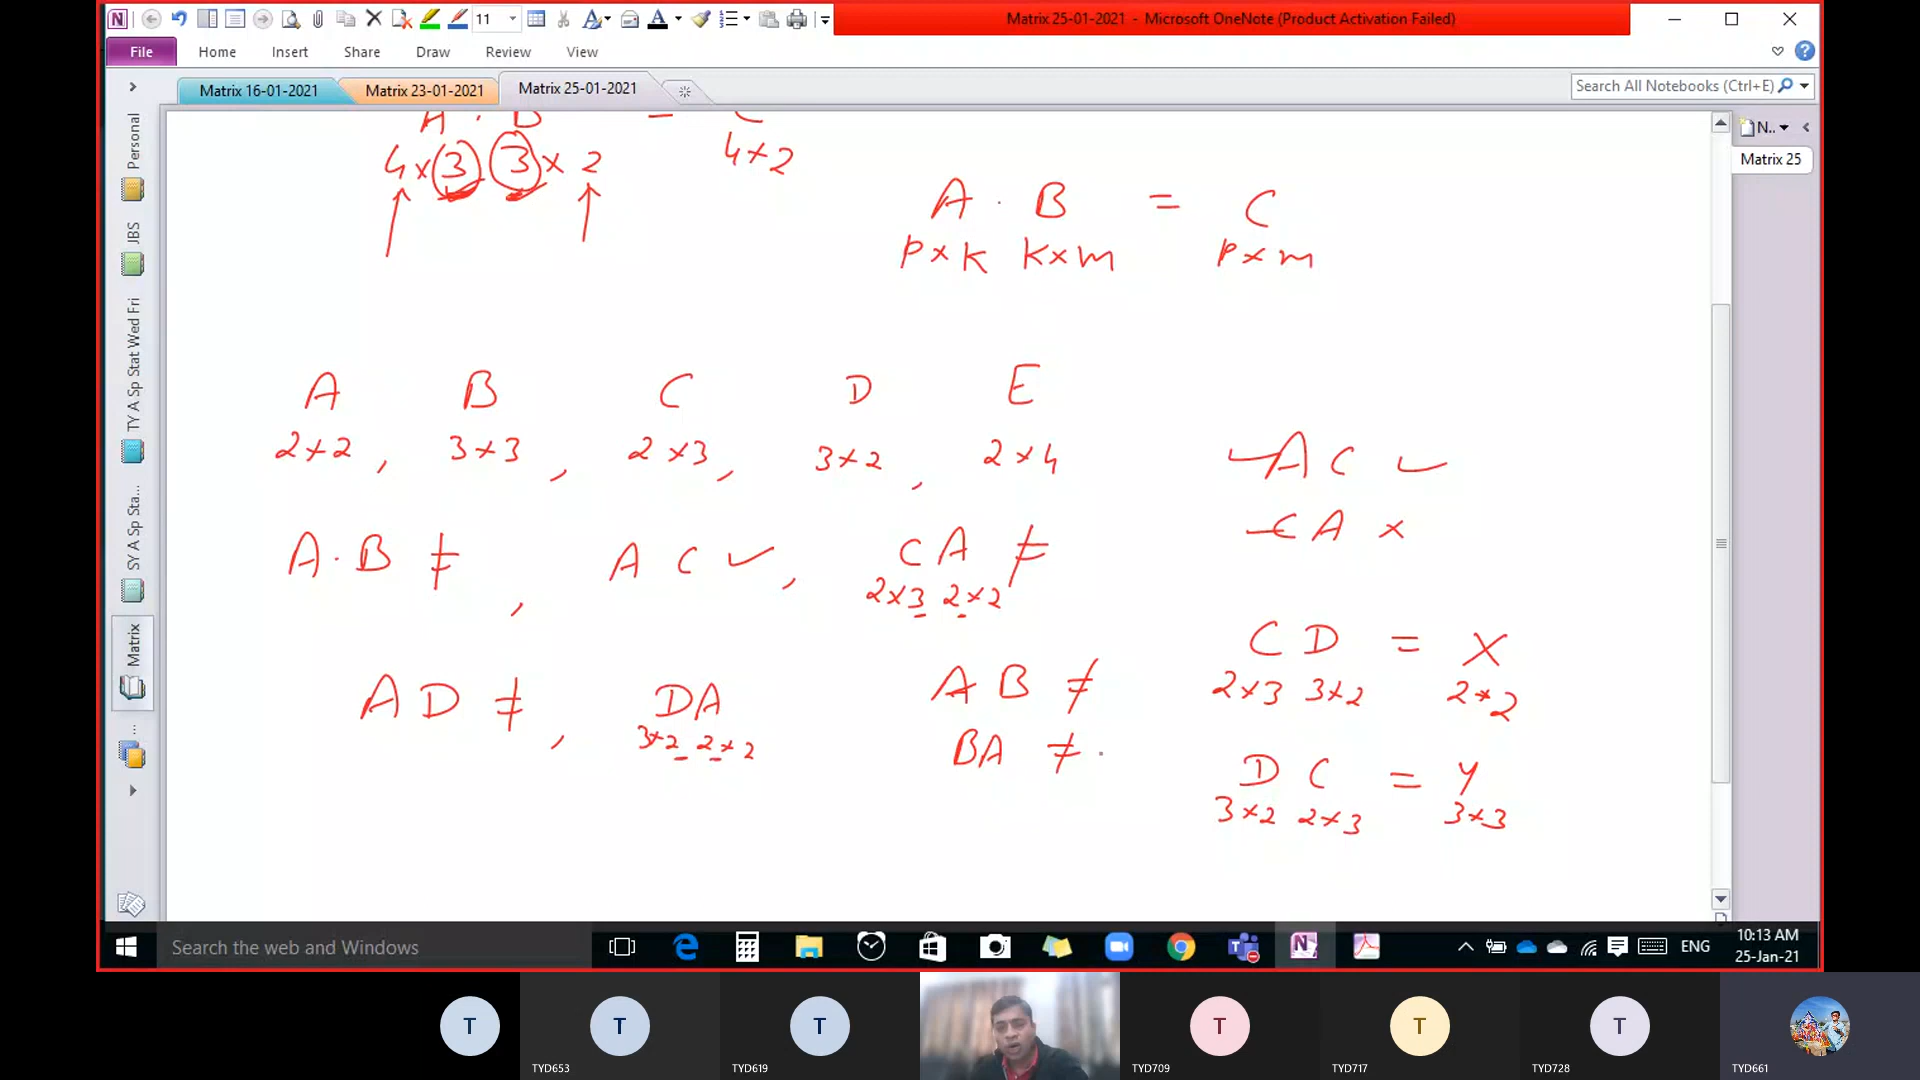 11
Matrix 25-01-2021 - Microsoft OneNote (Product Activation Failed)
File Home Insert Share Draw Review View
Matrix 16-01-2021 Matrix 23-01-2021 Matrix 25-01-2021
Search All Notebooks (Ctrl+E)
N..
Matrix 25
Personal
JBS
TY A Sp Stat Wed Fri
SY A Sp Sta...
Matrix
A · B = C
4×3 3×2 4×2
A · B = C
p×k k×m p×m
A B C D E
2×2, 3×3, 2×3, 3×2, 2×4
✓AC ✓
CA ×
A·B ≠, AC ✓, CA ≠
2×3 2×2
CD = X
2×3 3×2 2×2
AD ≠, DA
3×2 2×2
AB ≠
BA ≠
DC = Y
3×2 2×3 3×3
Search the web and Windows
ENG
10:13 AM
25-Jan-21
T T T T T T
TYD653 TYD619 TYD709 TYD717 TYD728 TYD661